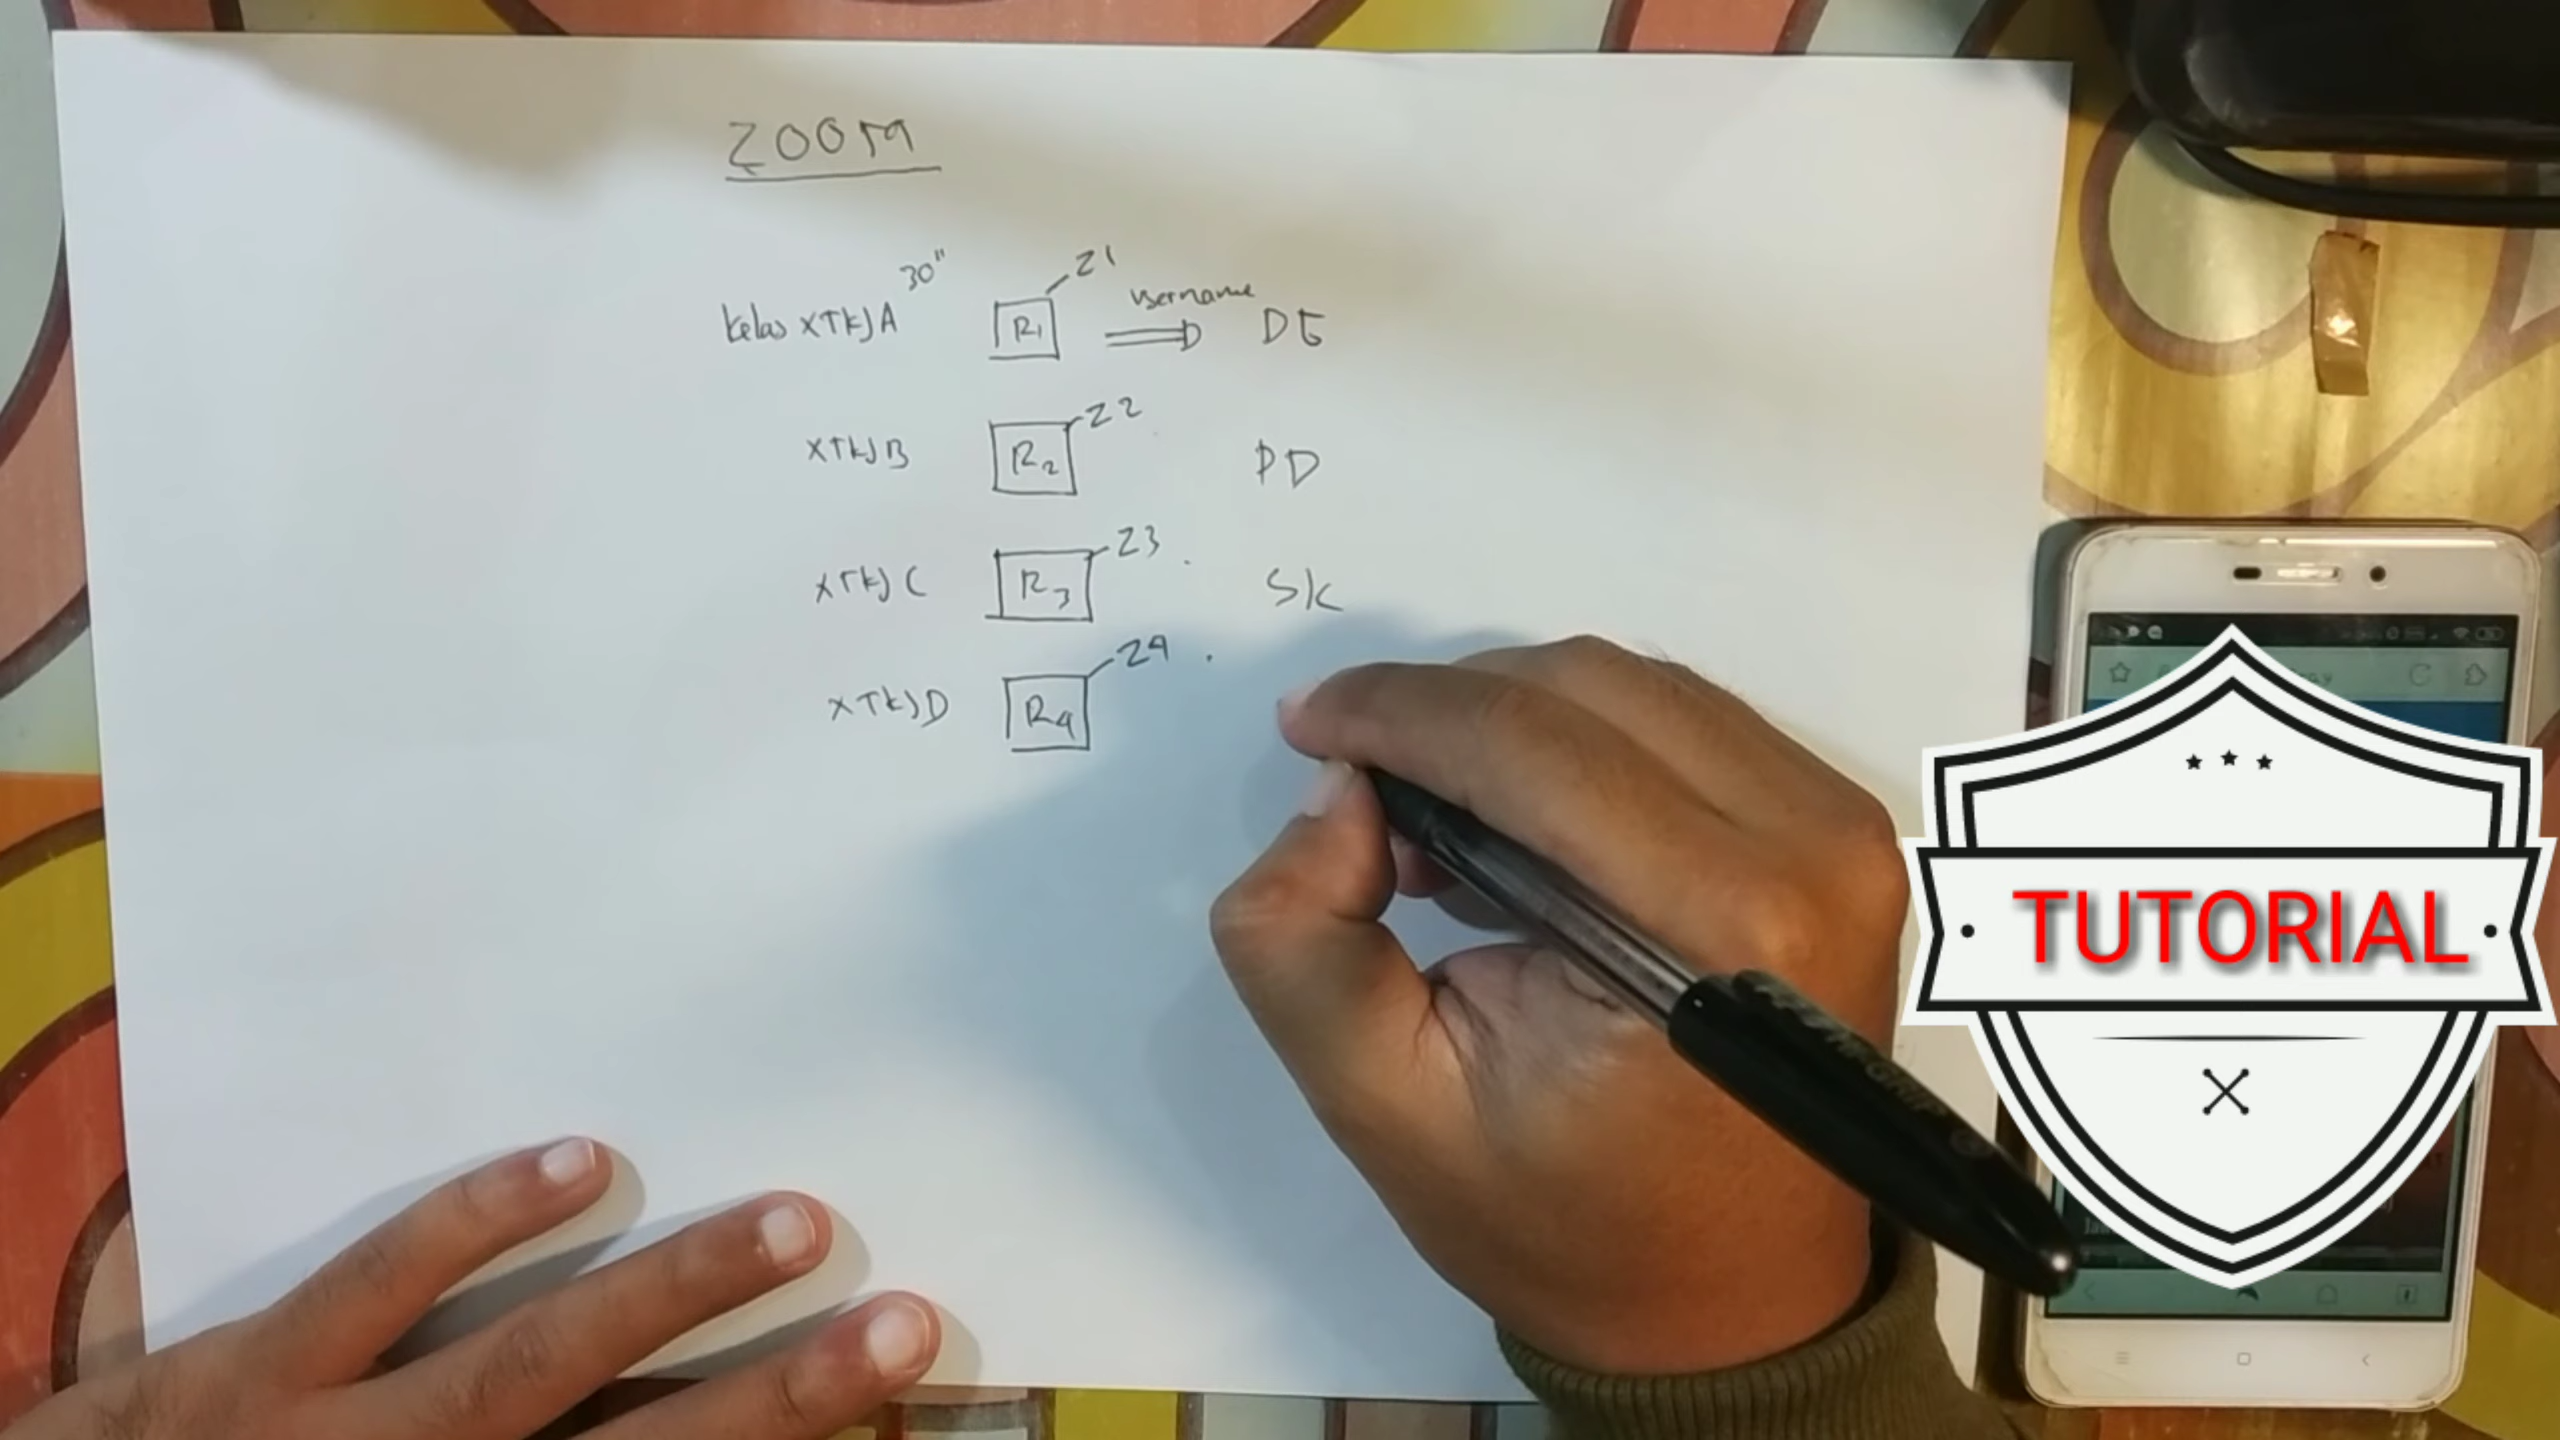 ZOOM
30"
Kelas XTKJA R1 Z1 username DE
XTKJB R2 Z2 PD
XTKJC R3 Z3 SK
XTKJD R4 Z4
TUTORIAL